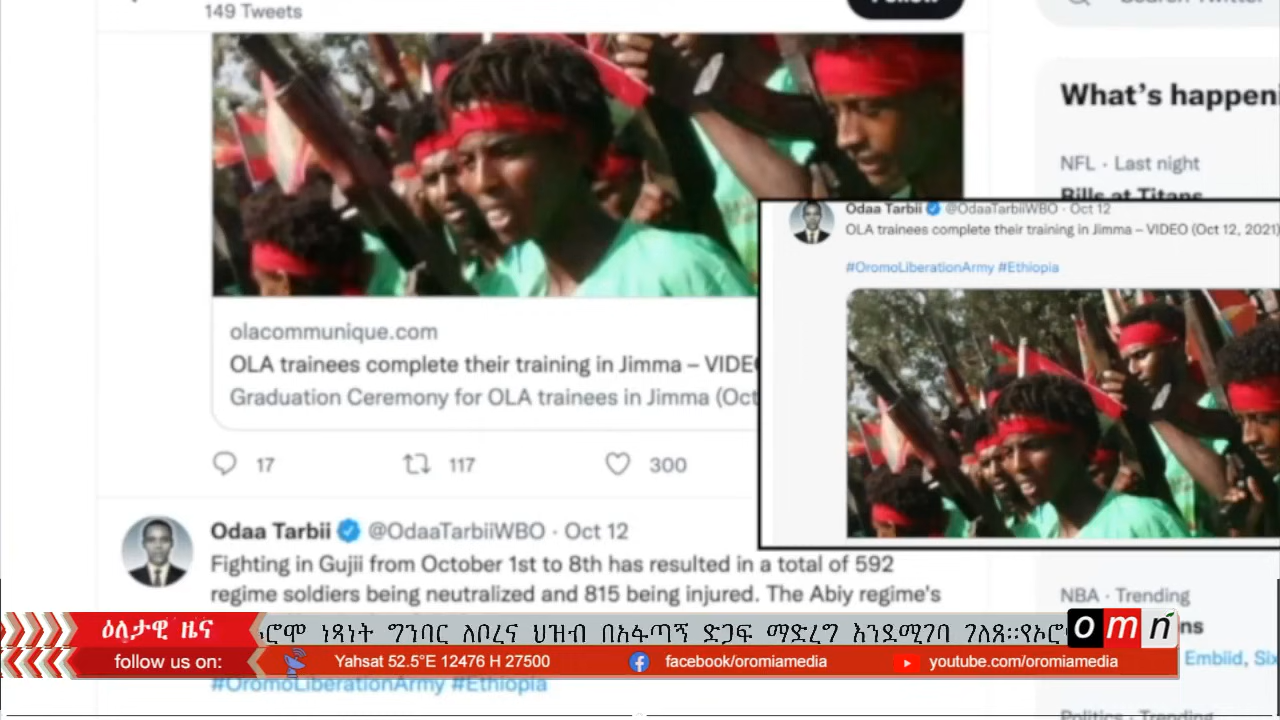 149 Tweets
Follow
What's happeni
NFL · Last night
Bills at Titans
Odaa Tarbii @OdaaTarbiiWBO · Oct 12
OLA trainees complete their training in Jimma – VIDEO (Oct 12, 2021)
#OromoLiberationArmy #Ethiopia
olacommunique.com
OLA trainees complete their training in Jimma – VIDE
Graduation Ceremony for OLA trainees in Jimma (Oct
17 117 300
Odaa Tarbii @OdaaTarbiiWBO · Oct 12
Fighting in Gujii from October 1st to 8th has resulted in a total of 592
regime soldiers being neutralized and 815 being injured. The Abiy regime's
NBA · Trending
ns
Embiid, Six
ዕለታዊ ዜና
ኦሮሞ ነጻነት ግንባር ለቦረና ህዝብ በአፋጣኝ ድጋፍ ማድረግ እንደሚገባ ገለጸ፡፡የኦሮ
omn
follow us on: Yahsat 52.5°E 12476 H 27500 facebook/oromiamedia youtube.com/oromiamedia
#OromoLiberationArmy #Ethiopia
Politics · Trending